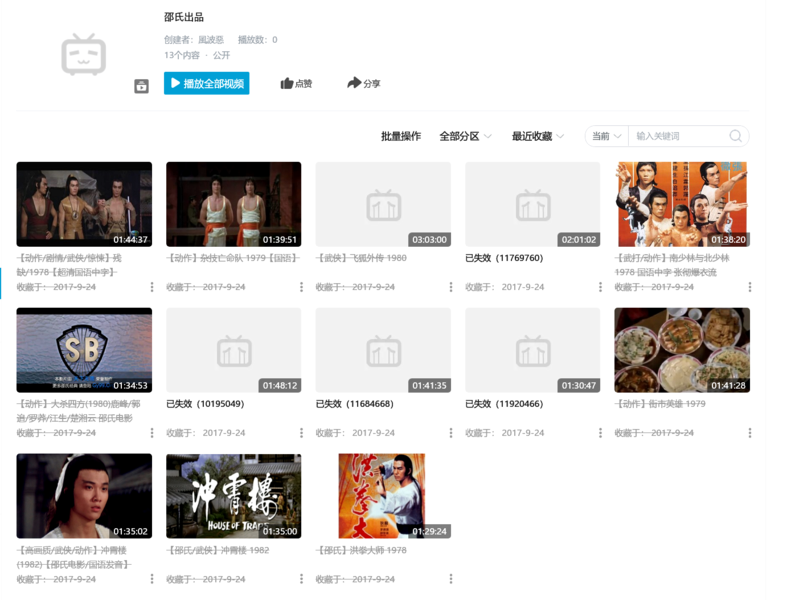 邵氏出品
创建者：風波惡 播放数：0
13个内容 · 公开
播放全部视频 点赞 分享
批量操作 全部分区 最近收藏 当前 输入关键词
01:44:37
【动作/剧情/武侠/惊悚】残
缺/1978【超清国语中字】
收藏于： 2017-9-24
01:39:51
【动作】杂技亡命队 1979【国语】
收藏于： 2017-9-24
03:03:00
【武侠】飞狐外传 1980
收藏于： 2017-9-24
02:01:02
已失效（11769760）
收藏于： 2017-9-24
01:38:20
【武打/动作】南少林与北少林
1978 国语中字 张彻爆衣流
收藏于： 2017-9-24
SB
01:34:53
【动作】大杀四方(1980)鹿峰/郭
追/罗莽/江生/楚湘云 邵氏电影
收藏于： 2017-9-24
01:48:12
已失效（10195049）
收藏于： 2017-9-24
01:41:35
已失效（11684668）
收藏于： 2017-9-24
01:30:47
已失效（11920466）
收藏于： 2017-9-24
01:41:28
【动作】街市英雄 1979
收藏于： 2017-9-24
01:35:02
【高画质/武侠/动作】冲霄楼
(1982)【邵氏电影/国语发音】
收藏于： 2017-9-24
冲霄樓
HOUSE OF TRAPS
01:35:00
【邵氏/武侠】冲霄楼 1982
收藏于： 2017-9-24
洪拳大
01:29:24
【邵氏】洪拳大师 1978
收藏于： 2017-9-24